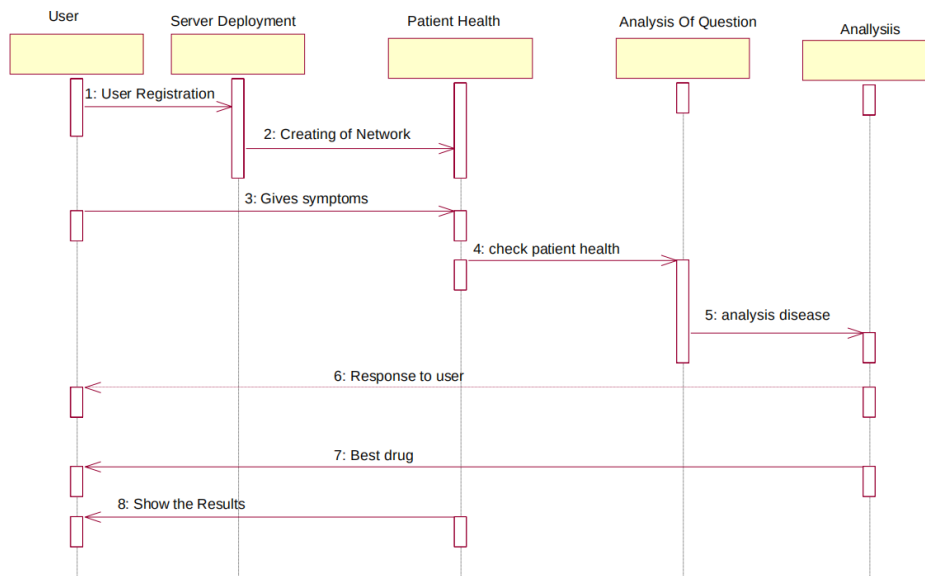 User
Server Deployment
Patient Health
Analysis Of Question
Anallysiis
1: User Registration
2: Creating of Network
3: Gives symptoms
4: check patient health
5: analysis disease
6: Response to user
7: Best drug
8: Show the Results